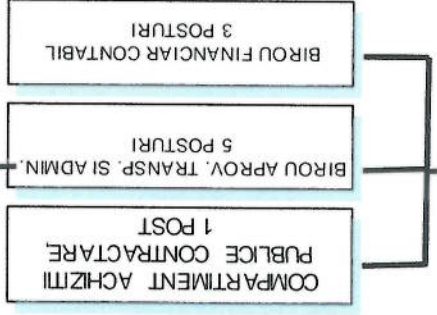 COMPARTIMENT ACHIZITII
PUBLICE CONTRACTARE,
1 POST
BIROU APROV. TRANSP. SI ADMIN.
5 POSTURI
BIROU FINANCIAR CONTABIL
3 POSTURI